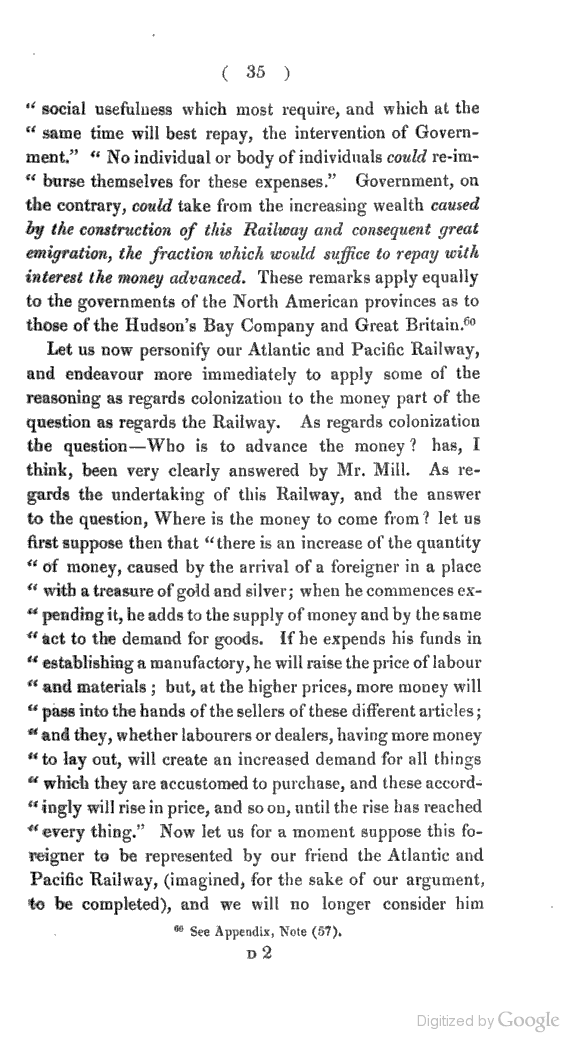 ( 35 )
“ social usefulness which most require, and which at the
“ same time will best repay, the intervention of Govern-
ment.” “ No individual or body of individuals could re-im-
“ burse themselves for these expenses.” Government, on
the contrary, could take from the increasing wealth caused
by the construction of this Railway and consequent great
emigration, the fraction which would suffice to repay with
interest the money advanced. These remarks apply equally
to the governments of the North American provinces as to
those of the Hudson's Bay Company and Great Britain.⁶⁰
Let us now personify our Atlantic and Pacific Railway,
and endeavour more immediately to apply some of the
reasoning as regards colonization to the money part of the
question as regards the Railway. As regards colonization
the question—Who is to advance the money? has, I
think, been very clearly answered by Mr. Mill. As re-
gards the undertaking of this Railway, and the answer
to the question, Where is the money to come from? let us
first suppose then that “there is an increase of the quantity
“ of money, caused by the arrival of a foreigner in a place
“ with a treasure of gold and silver; when he commences ex-
“ pending it, he adds to the supply of money and by the same
“ act to the demand for goods. If he expends his funds in
“ establishing a manufactory, he will raise the price of labour
“ and materials ; but, at the higher prices, more money will
“ pass into the hands of the sellers of these different articles;
“ and they, whether labourers or dealers, having more money
“ to lay out, will create an increased demand for all things
“ which they are accustomed to purchase, and these accord-
“ ingly will rise in price, and so on, until the rise has reached
“ every thing.” Now let us for a moment suppose this fo-
reigner to be represented by our friend the Atlantic and
Pacific Railway, (imagined, for the sake of our argument,
to be completed), and we will no longer consider him
⁶⁰ See Appendix, Note (57).
D 2
Digitized by Google